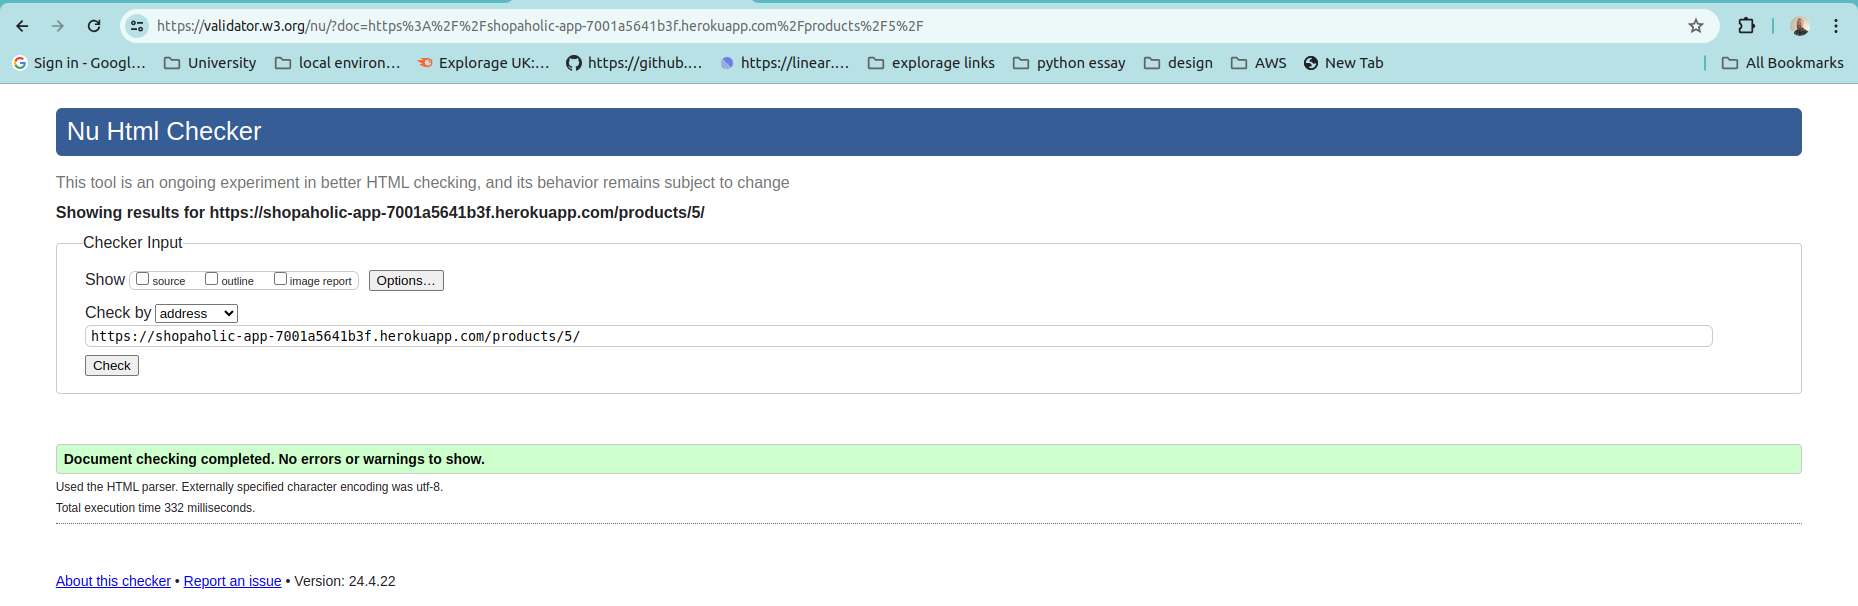 https://validator.w3.org/nu/?doc=https%3A%2F%2Fshopaholic-app-7001a5641b3f.herokuapp.com%2Fproducts%2F5%2F
Sign in - Googl... University local environ... Explorage UK:... https://github.... https://linear.... explorage links python essay design AWS New Tab All Bookmarks
Nu Html Checker
This tool is an ongoing experiment in better HTML checking, and its behavior remains subject to change
Showing results for https://shopaholic-app-7001a5641b3f.herokuapp.com/products/5/
Checker Input
Show source outline image report Options...
Check by address
https://shopaholic-app-7001a5641b3f.herokuapp.com/products/5/
Check
Document checking completed. No errors or warnings to show.
Used the HTML parser. Externally specified character encoding was utf-8.
Total execution time 332 milliseconds.
About this checker • Report an issue • Version: 24.4.22